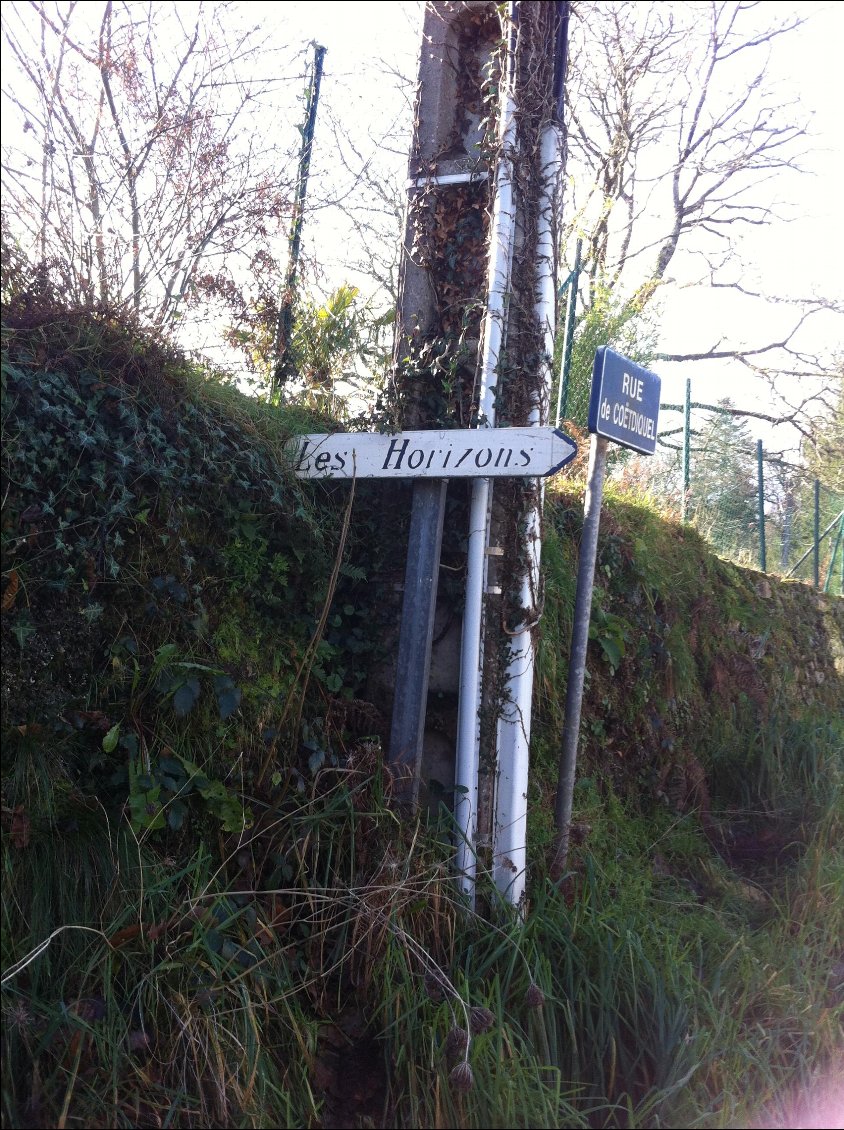 Les Horizons
RUE
de COËTDIQUEL